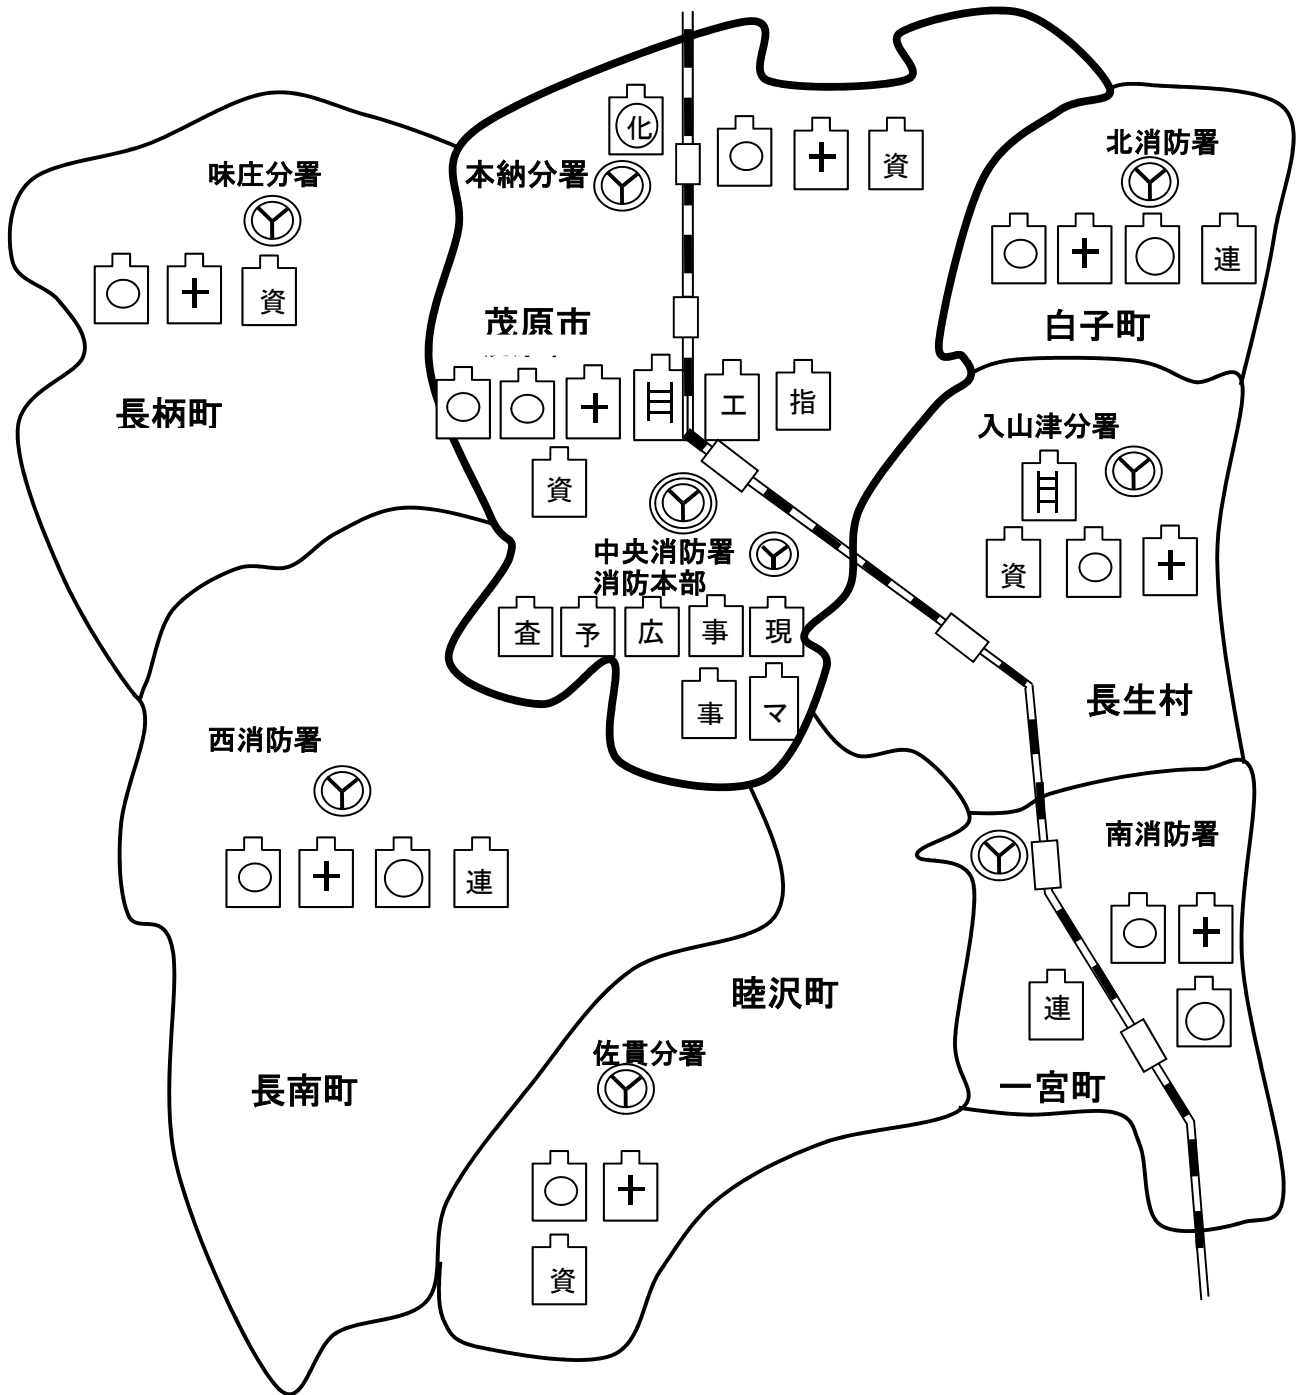 化
本納分署
資
北消防署
味庄分署
連
資
白子町
茂原市
長柄町
工
指
入山津分署
資
中央消防署
消防本部
資
査
予
広
事
現
事
マ
長生村
西消防署
南消防署
連
睦沢町
連
佐貫分署
長南町
一宮町
資